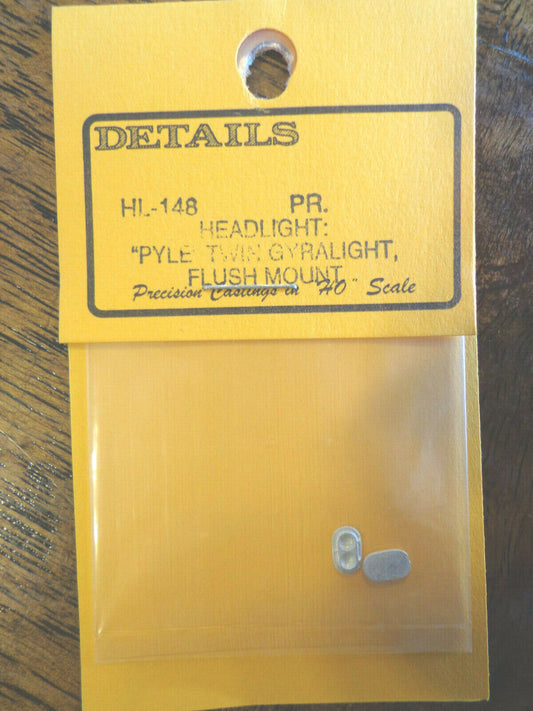 DETAILS
HL-148 PR.
HEADLIGHT:
"PYLE" TWIN GYRALIGHT,
FLUSH MOUNT
Precision Castings in "HO" Scale